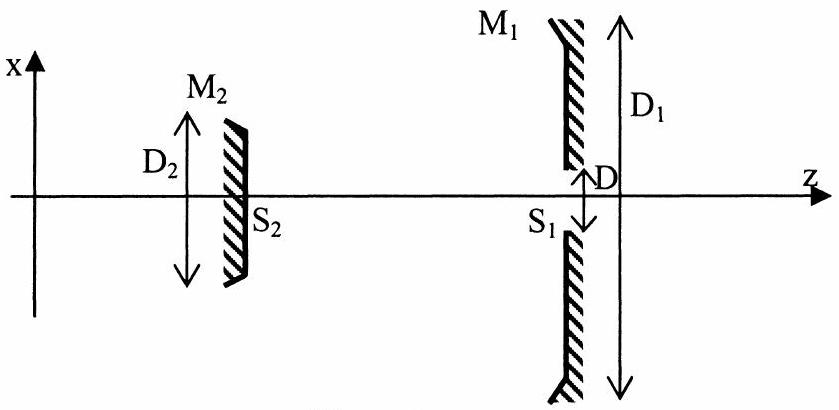 M₁
x
M₂
D₁
D₂
D
z
S₂
S₁